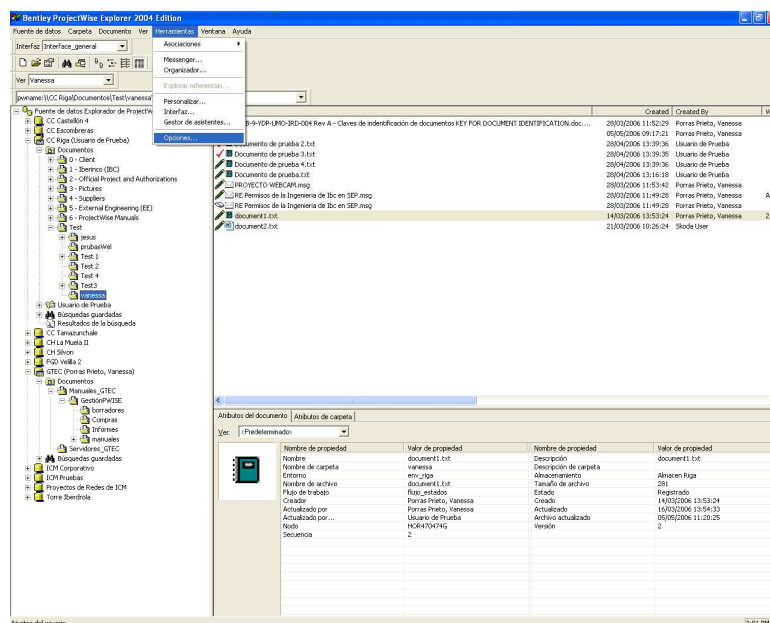 Bentley ProjectWise Explorer 2004 Edition
Fuente de datos Carpeta Documento Ver Herramientas Ventana Ayuda
Interfaz Interface_general
Asociaciones
Messenger...
Organizador...
Explorar referencias...
Personalizar...
Interfaz...
Gestor de asistentes...
Opciones...
Ver Vanessa
pwname:\\CC Riga\Documentos\Test\vanessa
Fuente de datos Explorador de ProjectW
CC Castellón 4
CC Escombreras
CC Riga (Usuario de Prueba)
Documentos
0 - Client
1 - Iberinco (IBC)
2 - Official Project and Authorizations
3 - Pictures
4 - Suppliers
5 - External Engineering (EE)
6 - ProjectWise Manuals
Test
jesus
prubasWel
Test 1
Test 2
Test 4
Test3
vanessa
Usuario de Prueba
Búsquedas guardadas
Resultados de la búsqueda
CC Tamazunchale
CH La Muela II
CH Silvon
FGD Velilla 2
GTEC (Porras Prieto, Vanessa)
Documentos
Manuales_GTEC
GestiónPWISE
borradores
Compras
Informes
manuales
Servidores_GTEC
Búsquedas guardadas
ICM Corporativo
ICM Pruebas
Proyectos de Redes de ICM
Torre Iberdrola
Created Created By
B-9-YDP-UMO-IRD-004 Rev A - Claves de indentificación de documentos KEY FOR DOCUMENT IDENTIFICATION.doc.... 28/03/2006 11:52:29 Porras Prieto, Vanessa
05/05/2006 09:17:21 Porras Prieto, Vanessa
Documento de prueba 2.txt 28/04/2006 13:39:36 Usuario de Prueba
Documento de prueba 3.txt 28/04/2006 13:39:35 Usuario de Prueba
Documento de prueba 4.txt 28/04/2006 13:39:36 Usuario de Prueba
Documento de prueba.txt 28/04/2006 13:16:18 Usuario de Prueba
PROYECTO WEBCAM.msg 28/03/2006 11:53:42 Porras Prieto, Vanessa
RE Permisos de la Ingenieria de Ibc en SEP.msg 28/03/2006 11:49:28 Porras Prieto, Vanessa A
RE Permisos de la Ingenieria de Ibc en SEP.msg 28/03/2006 11:49:28 Porras Prieto, Vanessa
document1.txt 14/03/2006 13:53:24 Porras Prieto, Vanessa 2
document2.txt 21/03/2006 10:26:24 Skoda User
Atributos del documento Atributos de carpeta
Ver: <Predeterminado>
Nombre de propiedad Valor de propiedad Nombre de propiedad Valor de propiedad
Nombre document1.txt Descripción document1.txt
Nombre de carpeta vanessa Descripción de carpeta
Entorno env_riga Almacenamiento Almacen Riga
Nombre de archivo document1.txt Tamaño de archivo 281
Flujo de trabajo flujo_estados Estado Registrado
Creador Porras Prieto, Vanessa Creado 14/03/2006 13:53:24
Actualizado por Porras Prieto, Vanessa Actualizado 16/03/2006 13:54:33
Actualizado por... Usuario de Prueba Archivo actualizado 05/05/2006 11:20:25
Nodo HOR470474G Versión 2
Secuencia 2